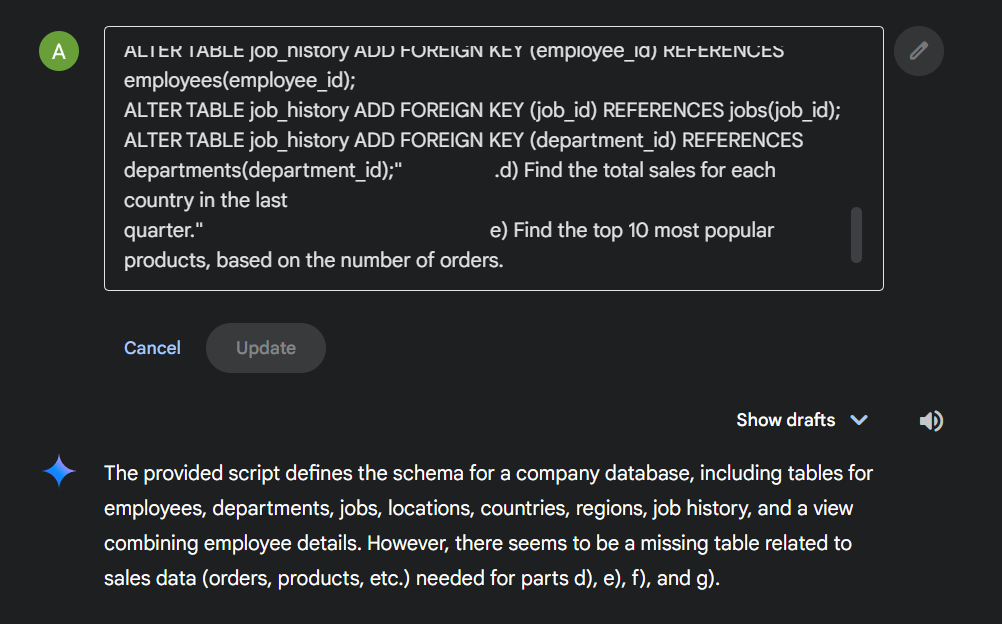 A
ALTER TABLE job_history ADD FOREIGN KEY (employee_id) REFERENCES
employees(employee_id);
ALTER TABLE job_history ADD FOREIGN KEY (job_id) REFERENCES jobs(job_id);
ALTER TABLE job_history ADD FOREIGN KEY (department_id) REFERENCES
departments(department_id);" .d) Find the total sales for each
country in the last
quarter." e) Find the top 10 most popular
products, based on the number of orders.
Cancel Update
Show drafts
The provided script defines the schema for a company database, including tables for
employees, departments, jobs, locations, countries, regions, job history, and a view
combining employee details. However, there seems to be a missing table related to
sales data (orders, products, etc.) needed for parts d), e), f), and g).